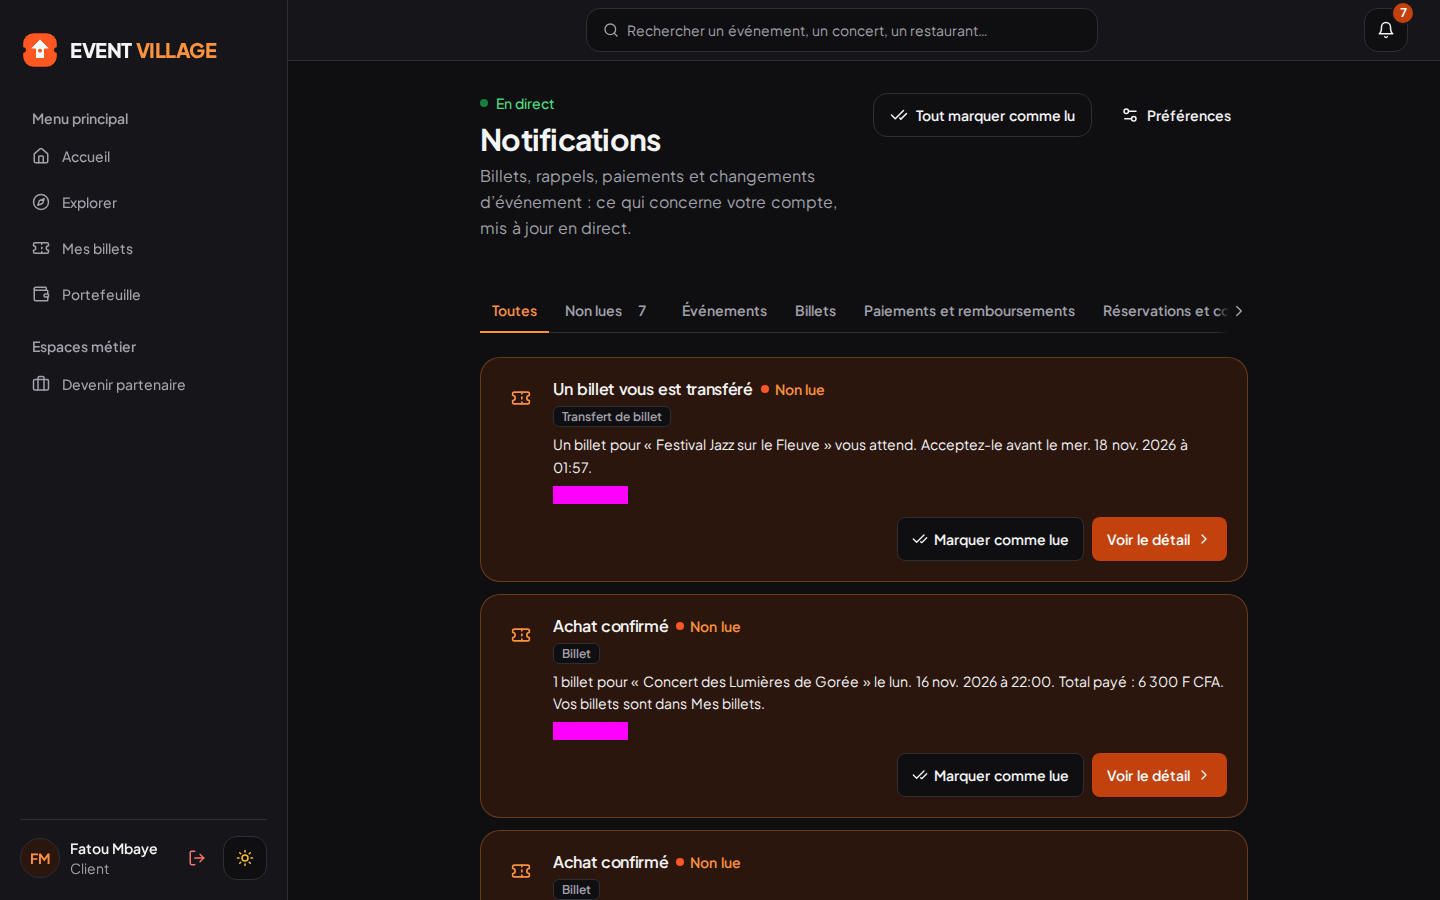 EVENT VILLAGE
Rechercher un événement, un concert, un restaurant...
7
Menu principal
Accueil
Explorer
Mes billets
Portefeuille
Espaces métier
Devenir partenaire
FM
Fatou Mbaye
Client
En direct
Notifications
Billets, rappels, paiements et changements
d’événement : ce qui concerne votre compte,
mis à jour en direct.
Tout marquer comme lu
Préférences
Toutes
Non lues 7
Événements
Billets
Paiements et remboursements
Réservations et
Un billet vous est transféré Non lue
Transfert de billet
Un billet pour « Festival Jazz sur le Fleuve » vous attend. Acceptez-le avant le mer. 18 nov. 2026 à
01:57.
Marquer comme lue
Voir le détail
Achat confirmé Non lue
Billet
1 billet pour « Concert des Lumières de Gorée » le lun. 16 nov. 2026 à 22:00. Total payé : 6 300 F CFA.
Vos billets sont dans Mes billets.
Marquer comme lue
Voir le détail
Achat confirmé Non lue
Billet